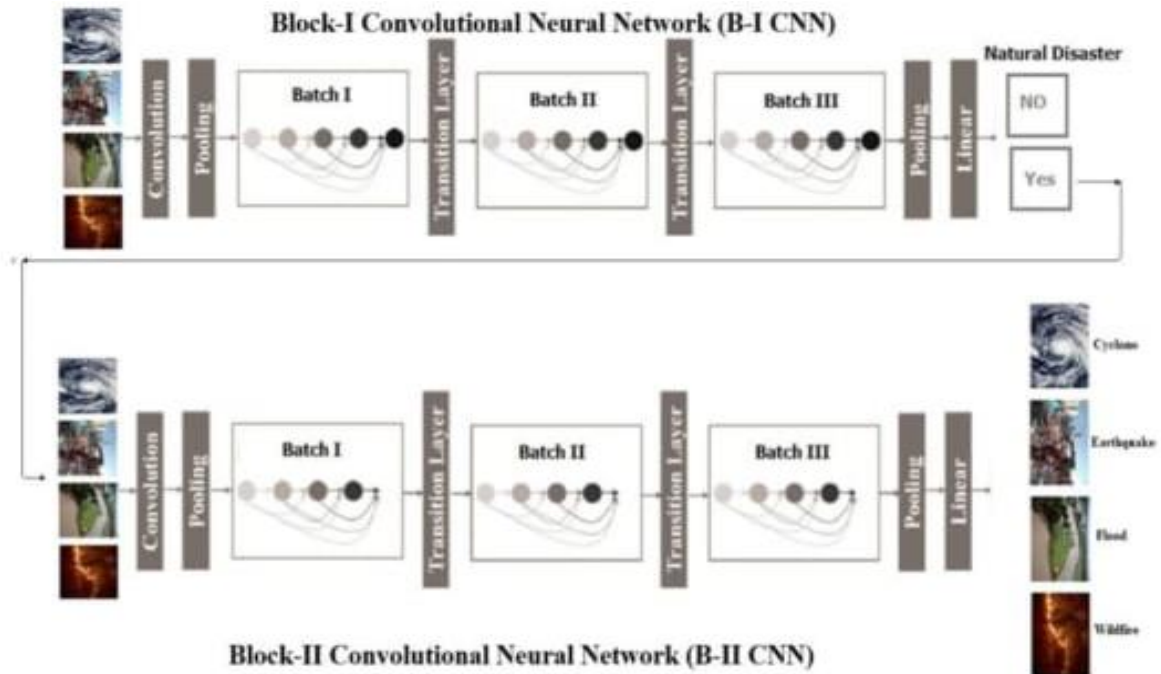 Block-I Convolutional Neural Network (B-I CNN)
Natural Disaster
Convolution
Pooling
Batch I
Transition Layer
Batch II
Transition Layer
Batch III
Pooling
Linear
NO
Yes
Convolution
Pooling
Batch I
Transition Layer
Batch II
Transition Layer
Batch III
Pooling
Linear
Cyclone
Earthquake
Flood
Wildfire
Block-II Convolutional Neural Network (B-II CNN)